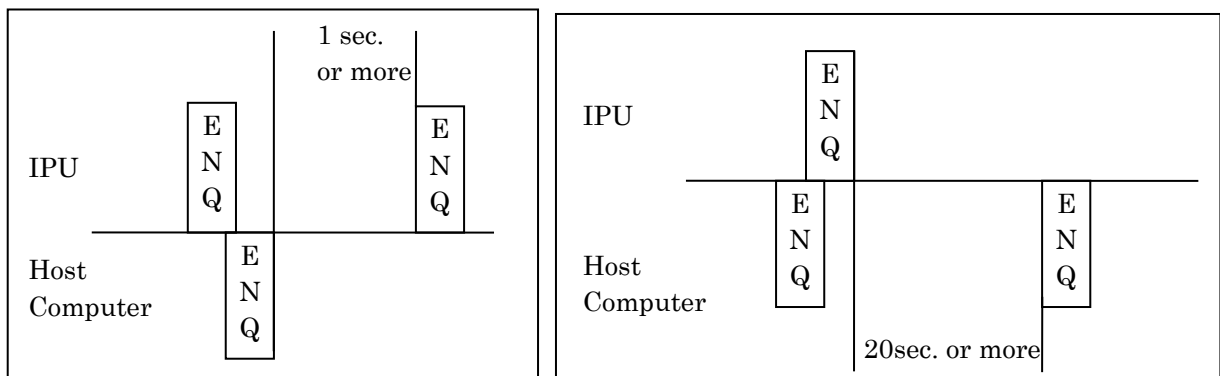 1 sec.
or more
IPU
E
N
Q
E
N
Q
Host
Computer
E
N
Q
IPU
E
N
Q
Host
Computer
E
N
Q
E
N
Q
20sec. or more